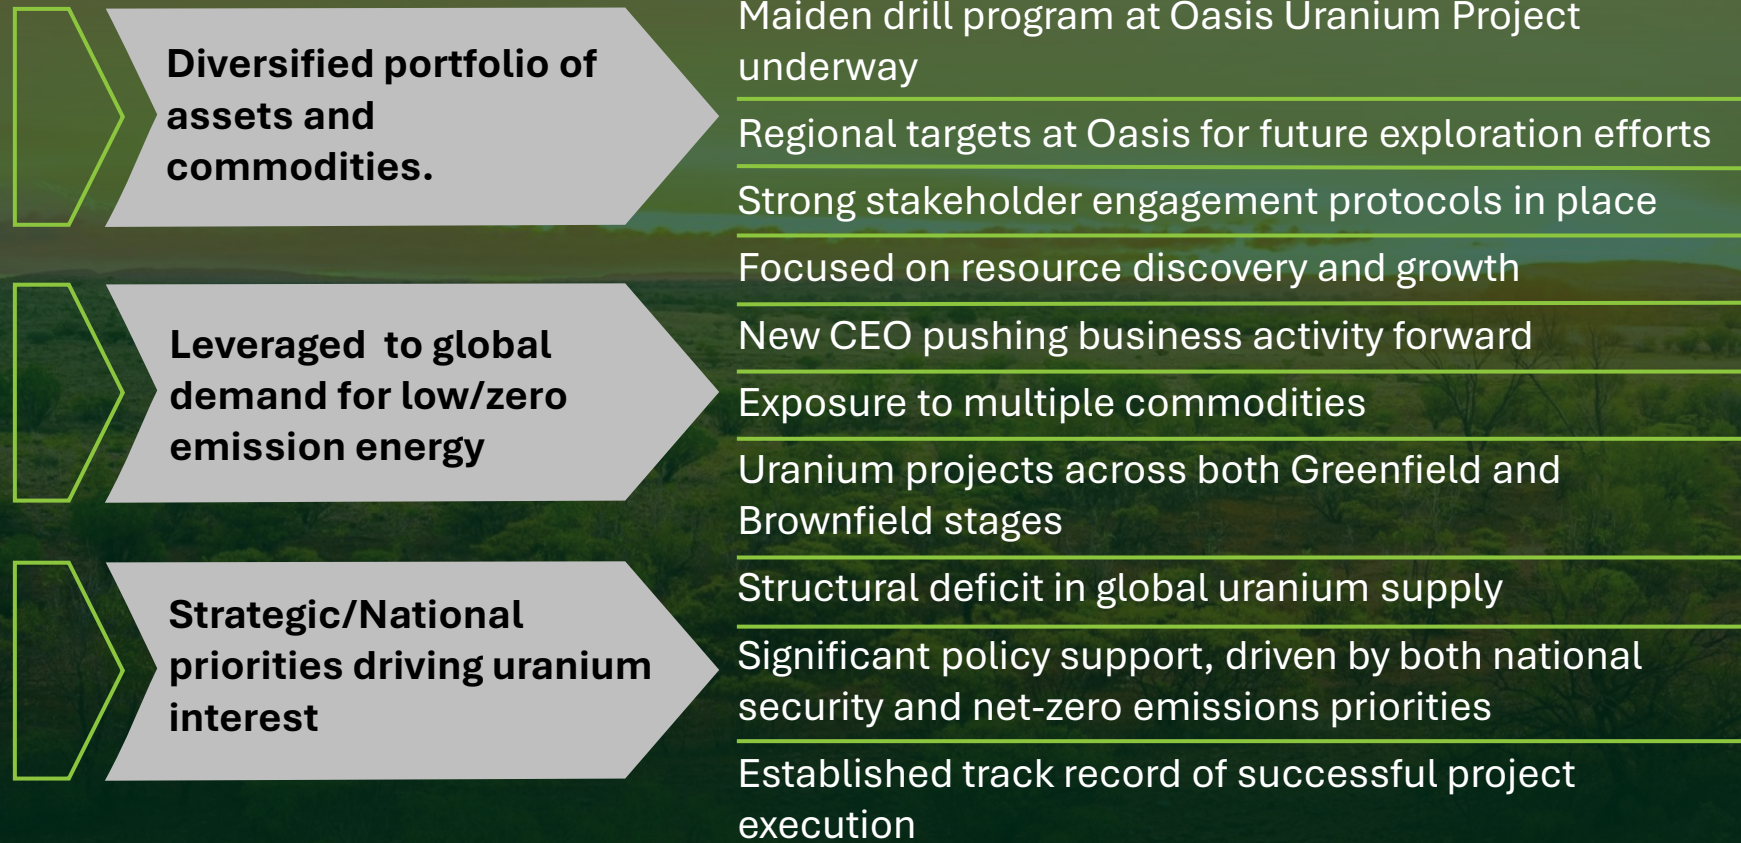 Diversified portfolio of
assets and
commodities.
Leveraged  to global
demand for low/zero
emission energy
Strategic/National
priorities driving uranium
interest
Maiden drill program at Oasis Uranium Project
underway
Regional targets at Oasis for future exploration efforts
Strong stakeholder engagement protocols in place
Focused on resource discovery and growth
New CEO pushing business activity forward
Exposure to multiple commodities
Uranium projects across both Greenfield and
Brownfield stages
Structural deficit in global uranium supply
Significant policy support, driven by both national
security and net-zero emissions priorities
Established track record of successful project
execution